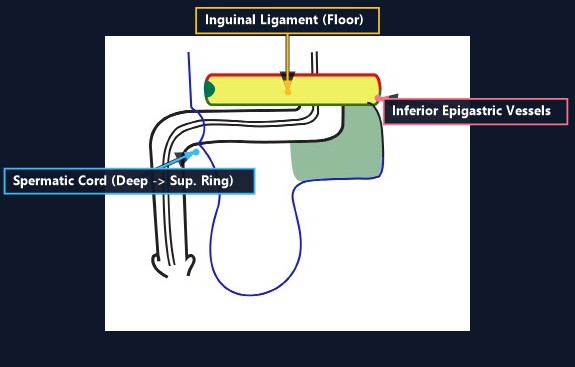 Inguinal Ligament (Floor)
Inferior Epigastric Vessels
Spermatic Cord (Deep -> Sup. Ring)